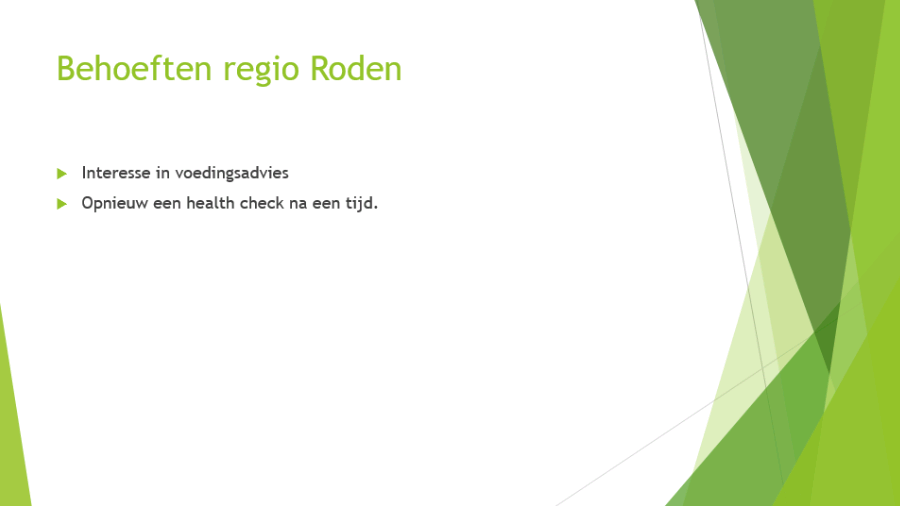 Behoeften regio Roden
Interesse in voedingsadvies
Opnieuw een health check na een tijd.